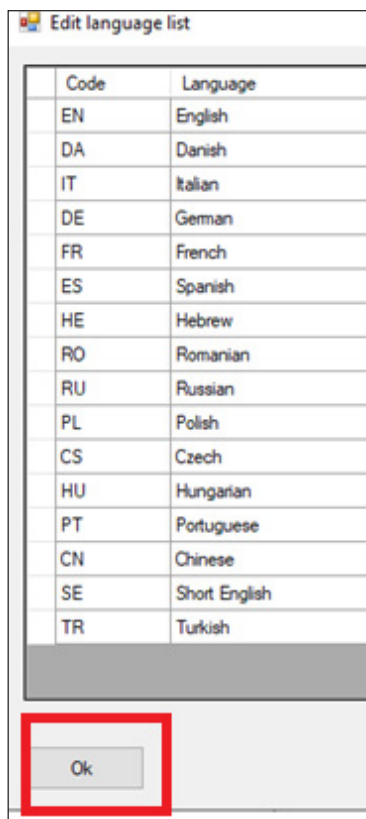 Edit language list
Code Language
EN English
DA Danish
IT Italian
DE German
FR French
ES Spanish
HE Hebrew
RO Romanian
RU Russian
PL Polish
CS Czech
HU Hungarian
PT Portuguese
CN Chinese
SE Short English
TR Turkish
Ok